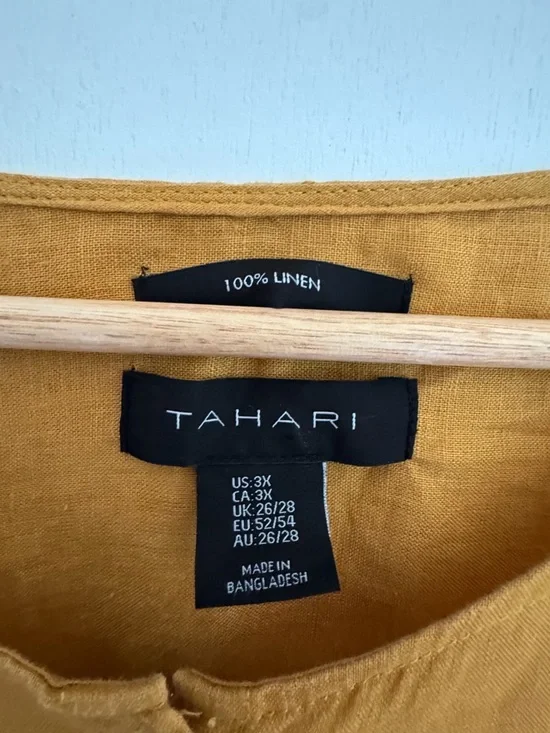 100% LINEN
TAHARI
US:3X
CA:3X
UK:26/28
EU:52/54
AU:26/28
MADE IN
BANGLADESH